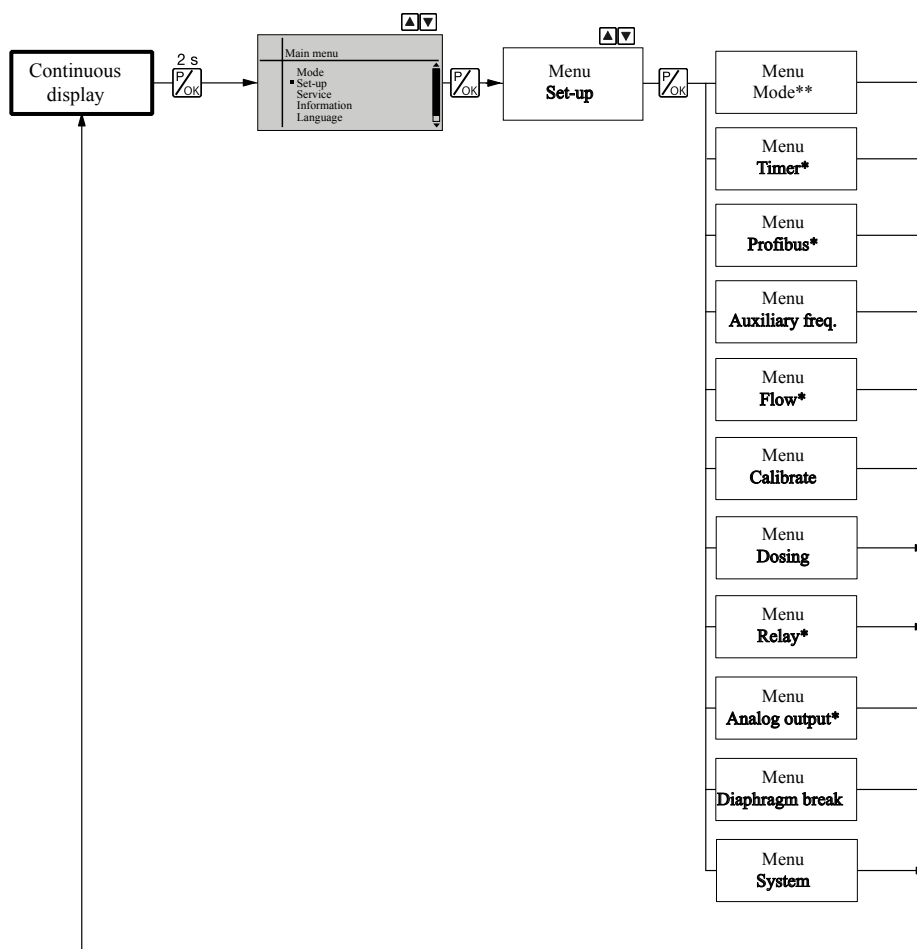 Continuous
display
2 s
P/OK
Main menu
Mode
Set-up
Service
Information
Language
P/OK
Menu
Set-up
P/OK
Menu
Mode**
Menu
Timer*
Menu
Profibus*
Menu
Auxiliary freq.
Menu
Flow*
Menu
Calibrate
Menu
Dosing
Menu
Relay*
Menu
Analog output*
Menu
Diaphragm break
Menu
System